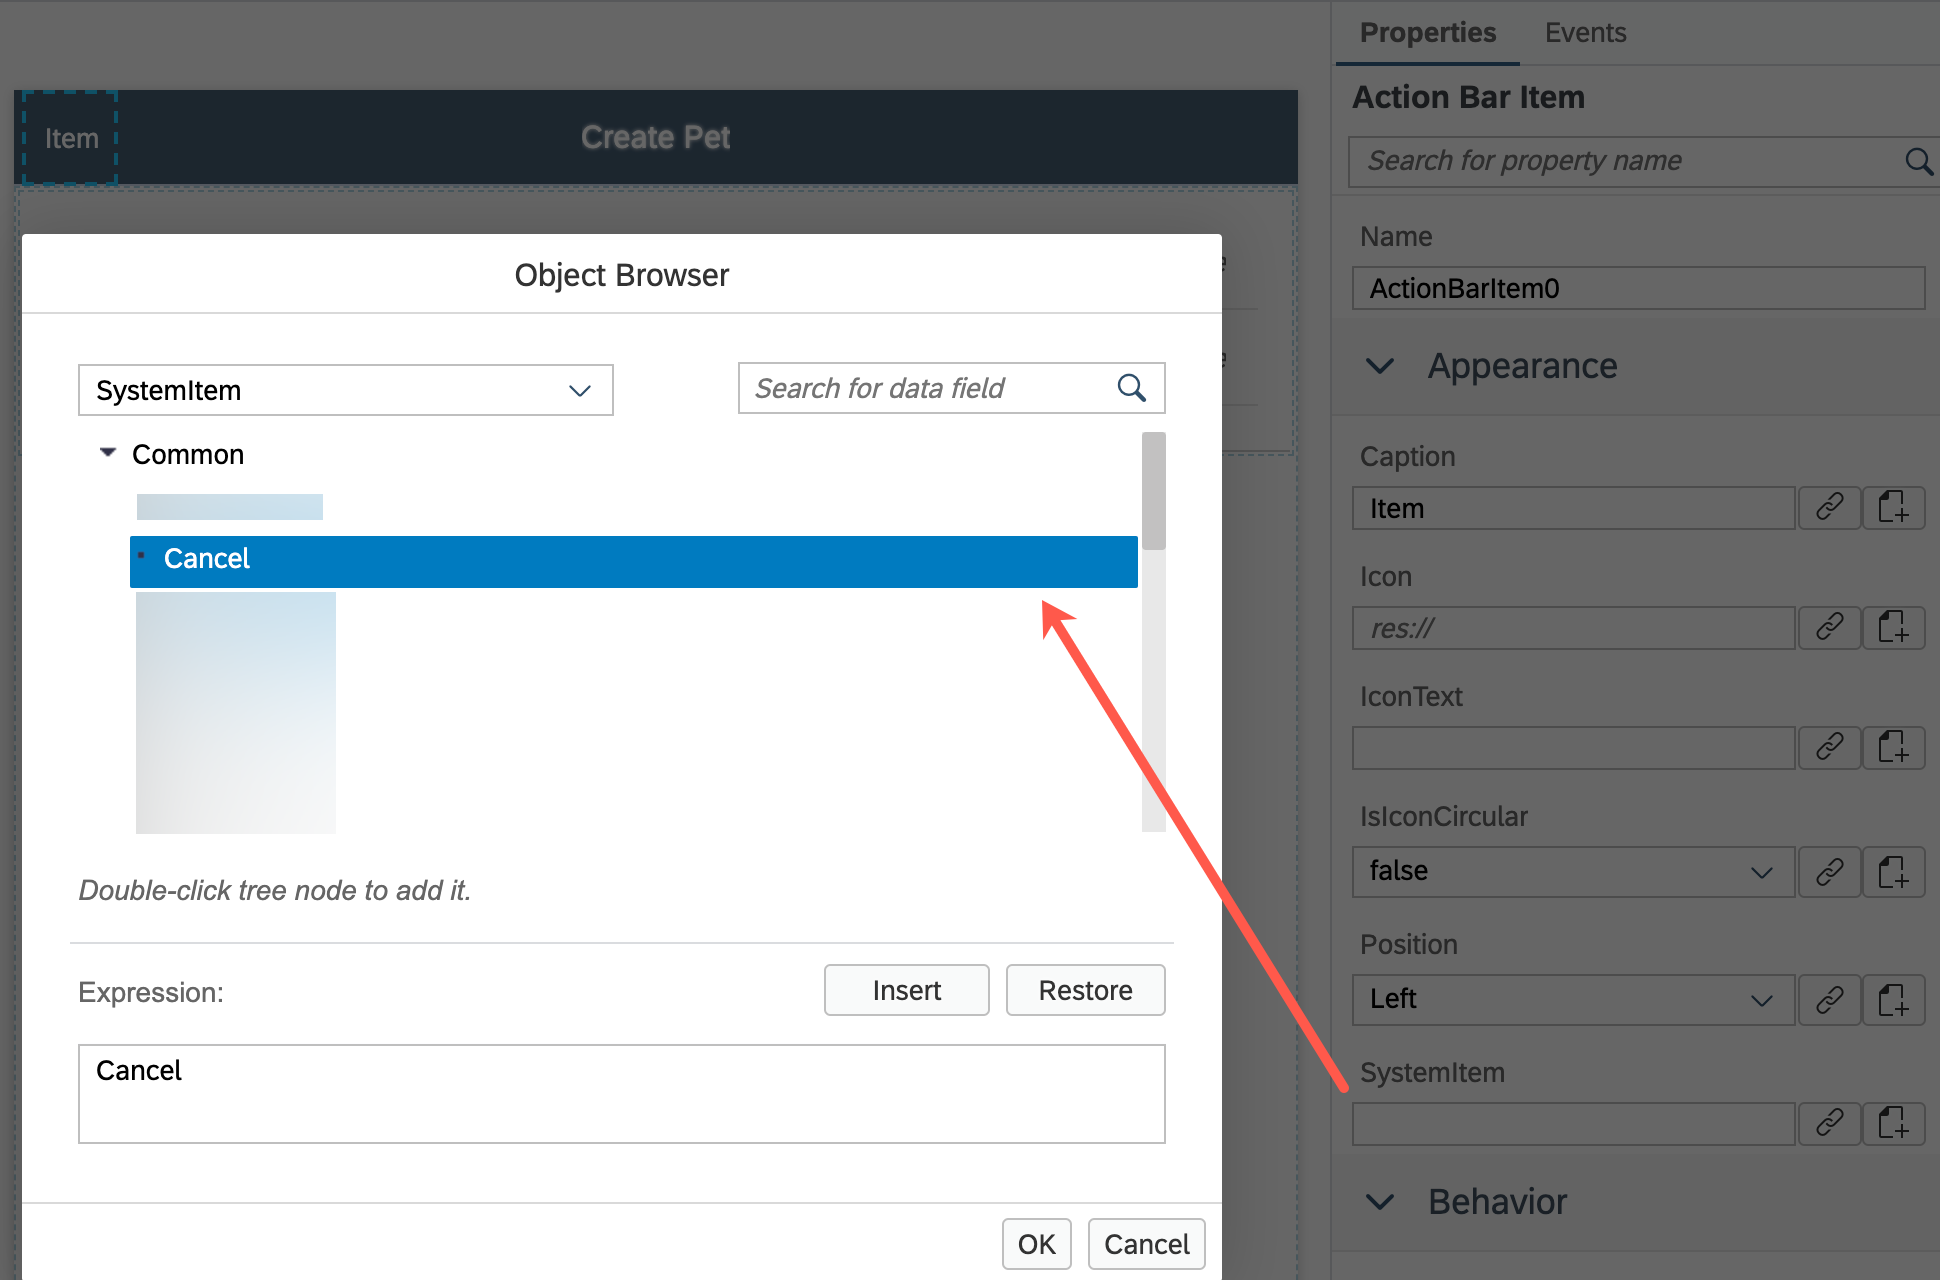 Properties
Events
Action Bar Item
Item
Create Pet
Search for property name
Name
ActionBarItem0
Object Browser
SystemItem
Search for data field
Common
Cancel
Double-click tree node to add it.
Expression:
Insert
Restore
Cancel
OK
Cancel
Appearance
Caption
Item
Icon
res://
IconText
IsIconCircular
false
Position
Left
SystemItem
Behavior